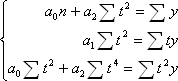 a₀n + a₂∑t² = ∑y
a₁∑t² = ∑ty
a₀∑t² + a₂∑t⁴ = ∑t²y